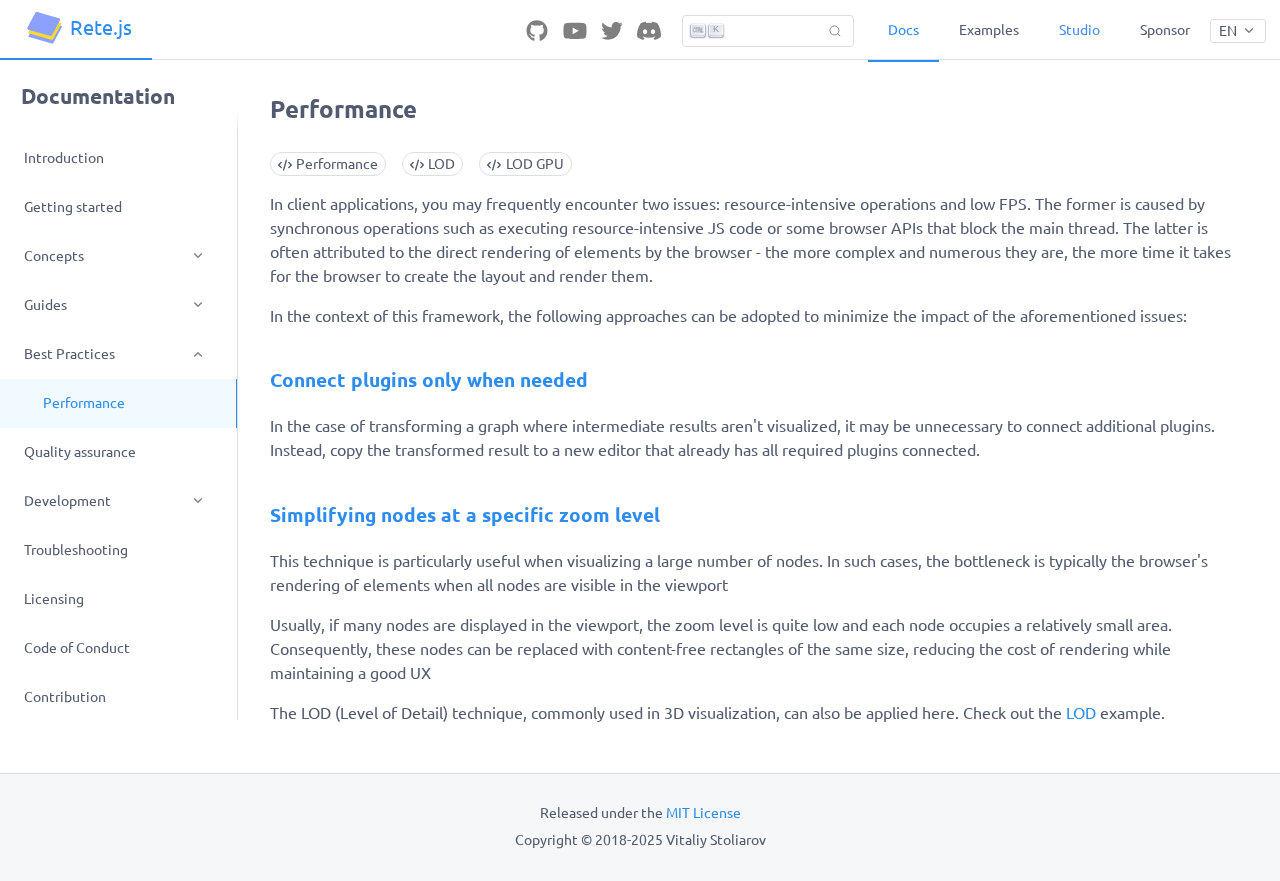 Rete.js
K
Docs
Examples
Studio
Sponsor
EN
Documentation
Introduction
Getting started
Concepts
Guides
Best Practices
Performance
Quality assurance
Development
Troubleshooting
Licensing
Code of Conduct
Contribution
Performance
Performance
LOD
LOD GPU
In client applications, you may frequently encounter two issues: resource-intensive operations and low FPS. The former is caused by
synchronous operations such as executing resource-intensive JS code or some browser APIs that block the main thread. The latter is
often attributed to the direct rendering of elements by the browser - the more complex and numerous they are, the more time it takes
for the browser to create the layout and render them.
In the context of this framework, the following approaches can be adopted to minimize the impact of the aforementioned issues:
Connect plugins only when needed
In the case of transforming a graph where intermediate results aren't visualized, it may be unnecessary to connect additional plugins.
Instead, copy the transformed result to a new editor that already has all required plugins connected.
Simplifying nodes at a specific zoom level
This technique is particularly useful when visualizing a large number of nodes. In such cases, the bottleneck is typically the browser's
rendering of elements when all nodes are visible in the viewport
Usually, if many nodes are displayed in the viewport, the zoom level is quite low and each node occupies a relatively small area.
Consequently, these nodes can be replaced with content-free rectangles of the same size, reducing the cost of rendering while
maintaining a good UX
The LOD (Level of Detail) technique, commonly used in 3D visualization, can also be applied here. Check out the LOD example.
Released under the MIT License
Copyright © 2018-2025 Vitaliy Stoliarov